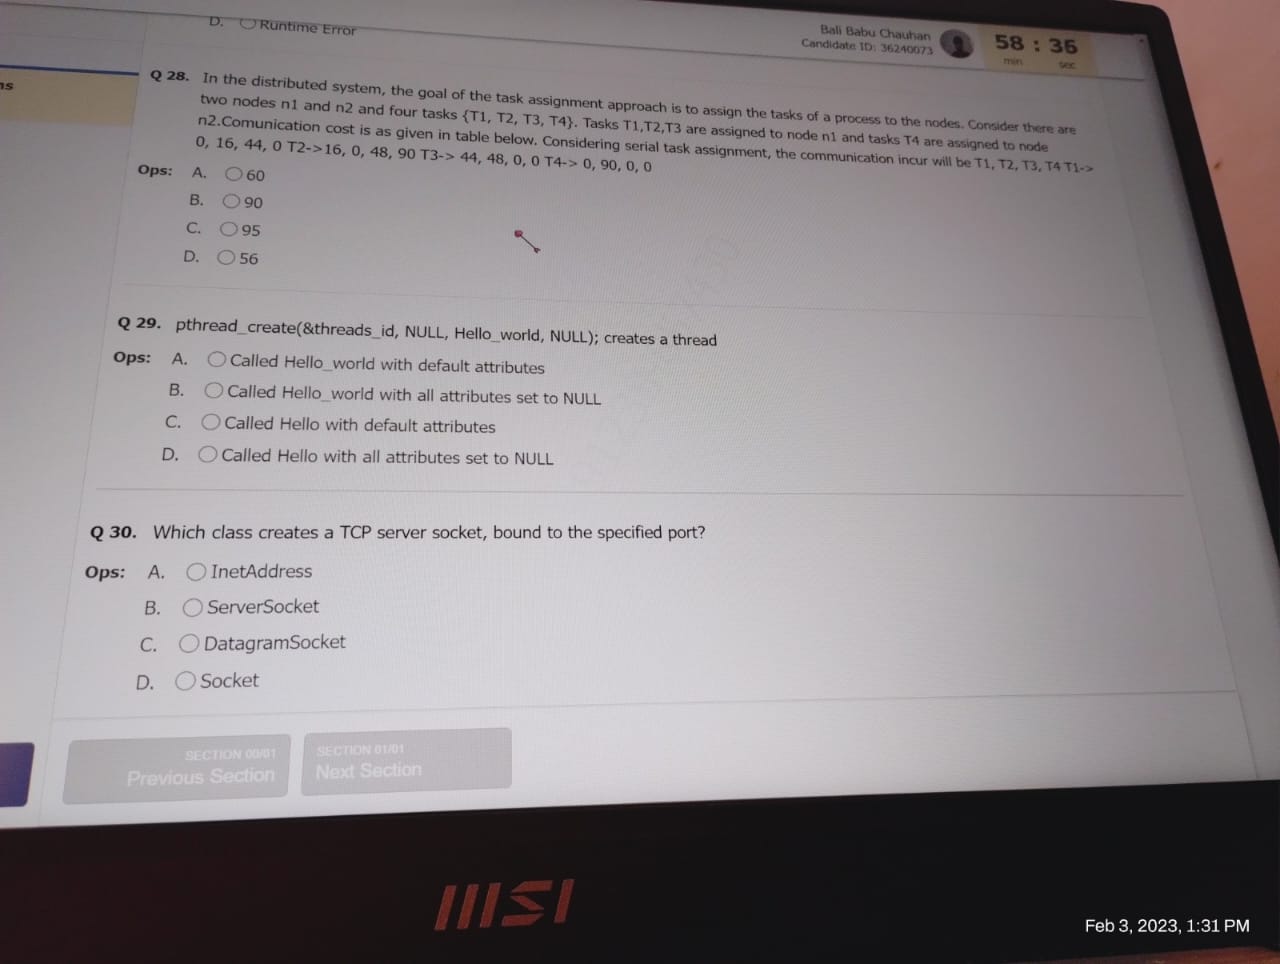 D. Runtime Error
Bali Babu Chauhan
Candidate ID: 36240073
58 : 36
min sec
ns
Q 28. In the distributed system, the goal of the task assignment approach is to assign the tasks of a process to the nodes. Consider there are
two nodes n1 and n2 and four tasks {T1, T2, T3, T4}. Tasks T1,T2,T3 are assigned to node n1 and tasks T4 are assigned to node
n2.Comunication cost is as given in table below. Considering serial task assignment, the communication incur will be T1, T2, T3, T4 T1->
0, 16, 44, 0 T2->16, 0, 48, 90 T3-> 44, 48, 0, 0 T4-> 0, 90, 0, 0
Ops: A. 60
B. 90
C. 95
D. 56
Q 29. pthread_create(&threads_id, NULL, Hello_world, NULL); creates a thread
Ops: A. Called Hello_world with default attributes
B. Called Hello_world with all attributes set to NULL
C. Called Hello with default attributes
D. Called Hello with all attributes set to NULL
Q 30. Which class creates a TCP server socket, bound to the specified port?
Ops: A. InetAddress
B. ServerSocket
C. DatagramSocket
D. Socket
SECTION 00/01
Previous Section
SECTION 01/01
Next Section
msi
Feb 3, 2023, 1:31 PM